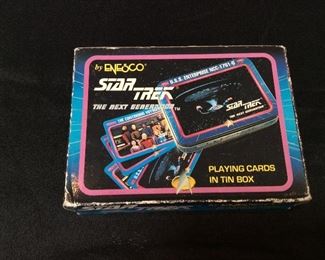 by ENESCO®
STAR TREK
THE NEXT GENERATION™
U.S.S. ENTERPRISE NCC-1701-D
STAR TREK
THE NEXT GENERATION
PLAYING CARDS
IN TIN BOX